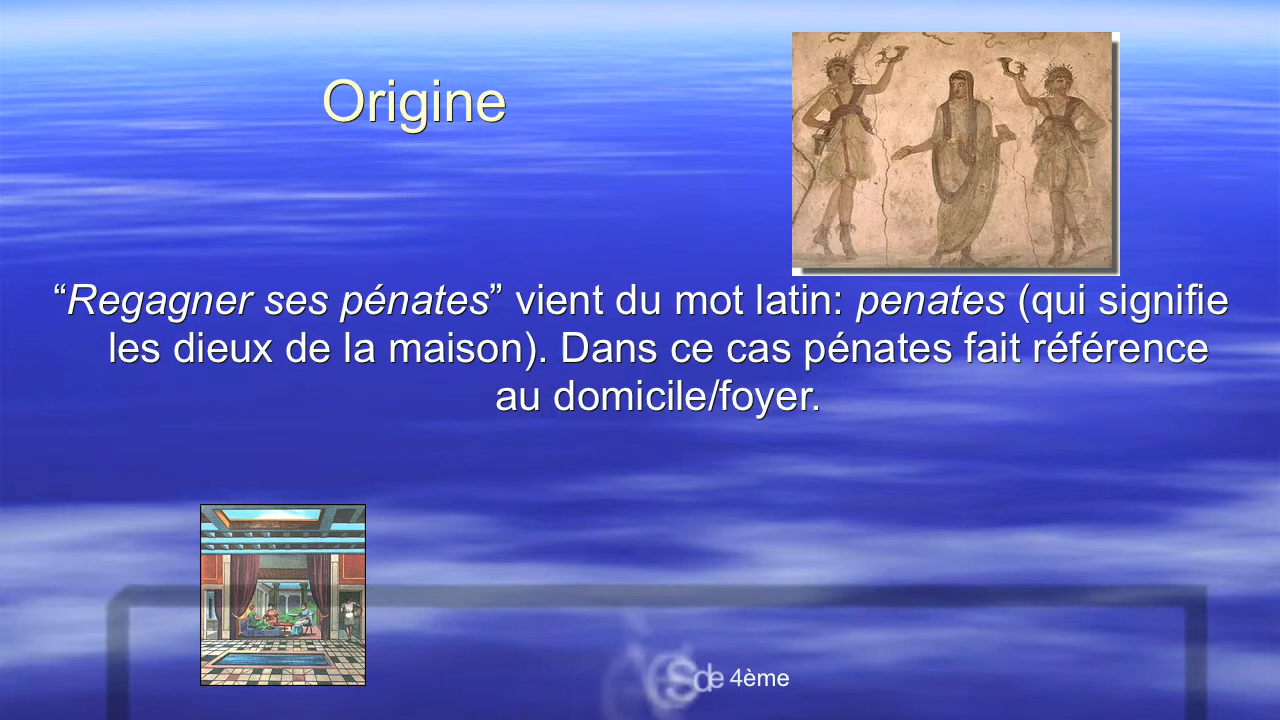 Origine
“Regagner ses pénates” vient du mot latin: penates (qui signifie
les dieux de la maison). Dans ce cas pénates fait référence
au domicile/foyer.
de 4ème